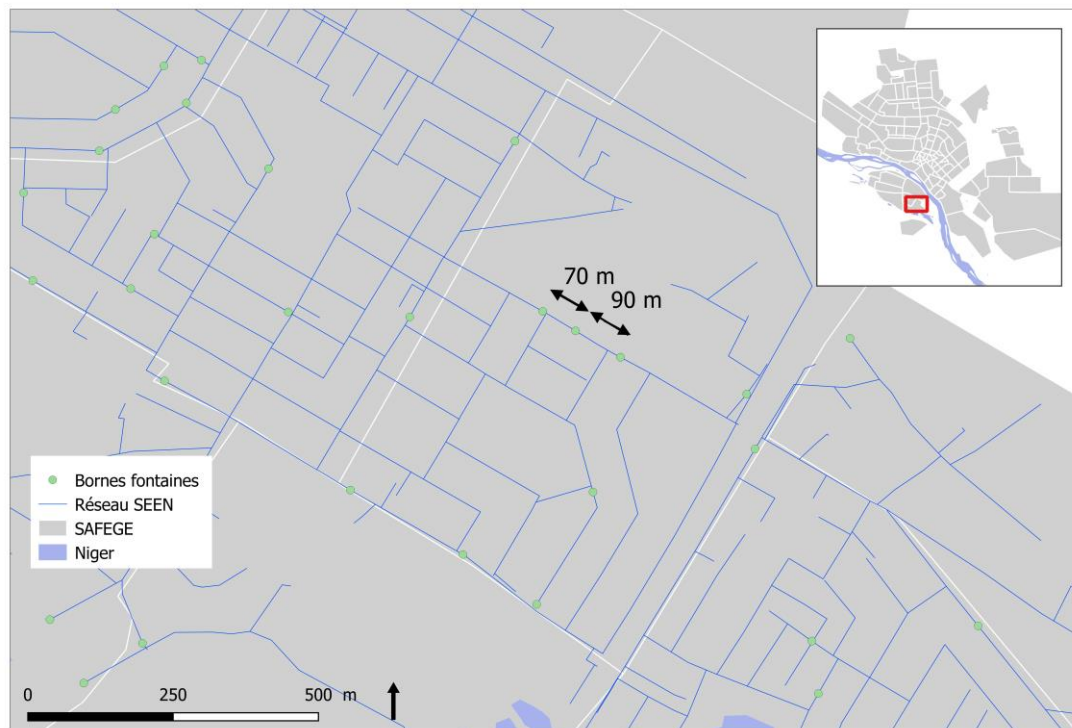 70 m
90 m
Bornes fontaines
Réseau SEEN
SAFEGE
Niger
0 250 500 m